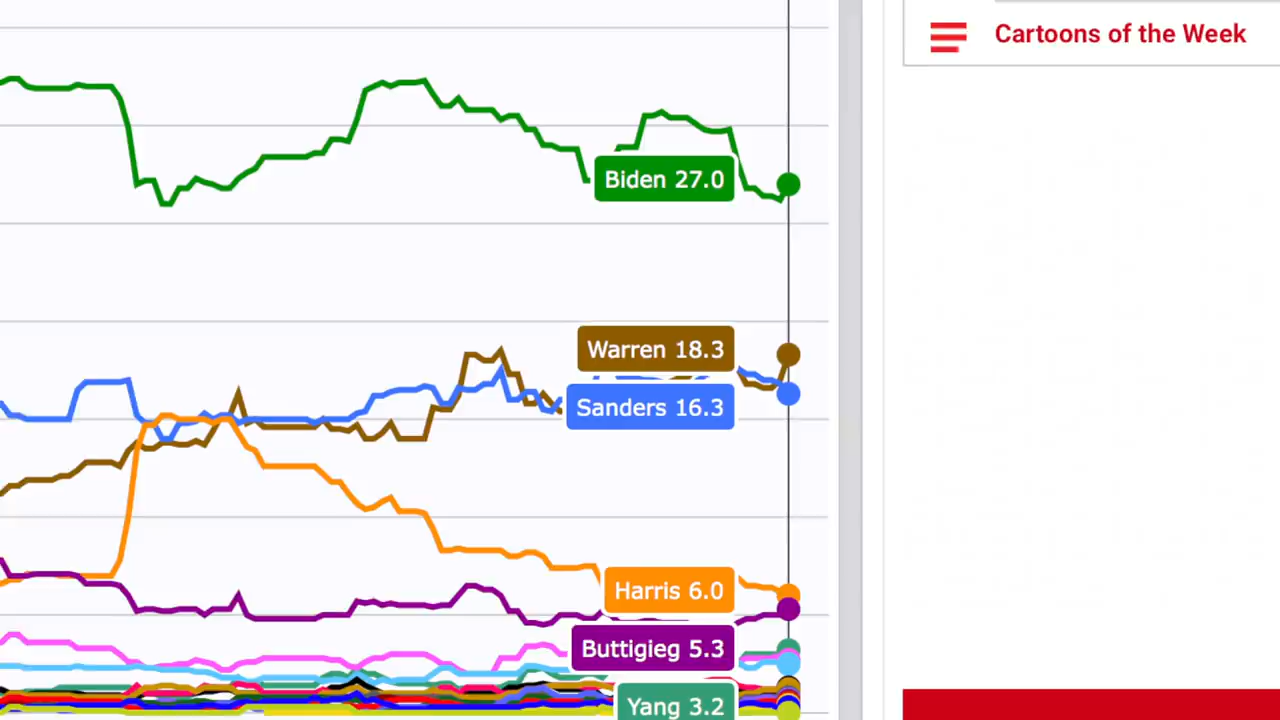 Cartoons of the Week
Biden 27.0
Warren 18.3
Sanders 16.3
Harris 6.0
Buttigieg 5.3
Yang 3.2